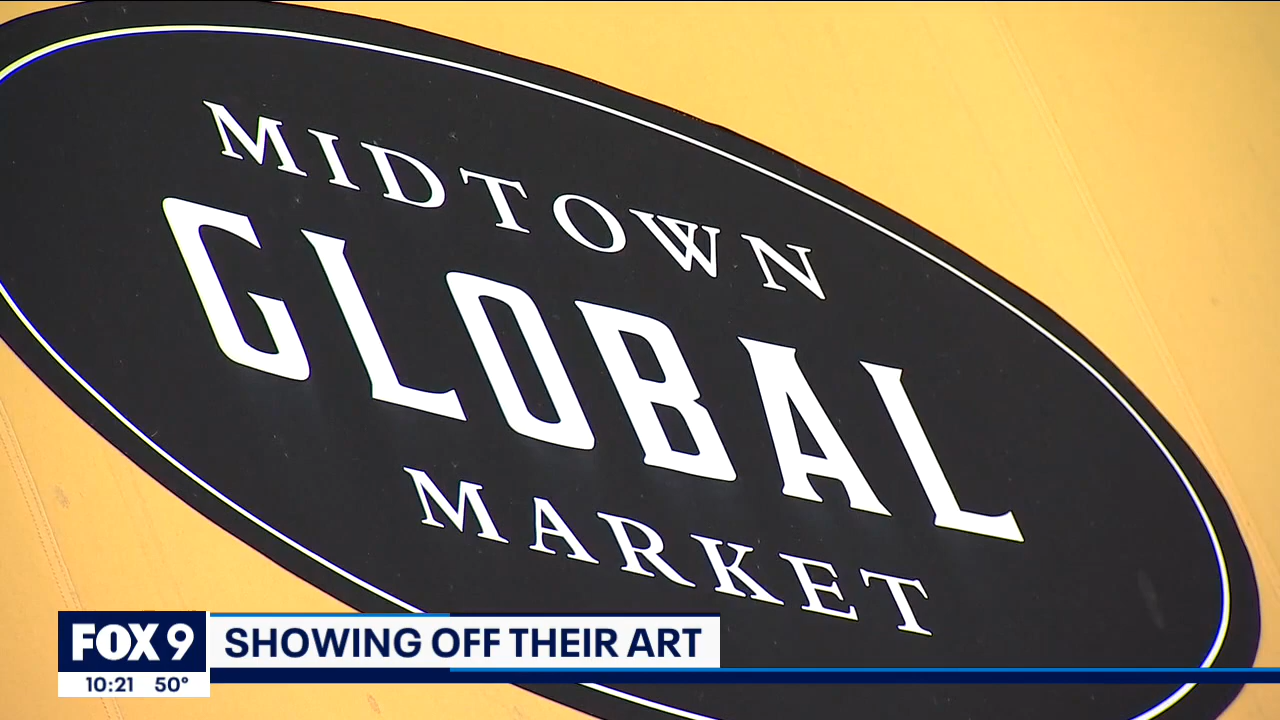 MIDTOWN
GLOBAL
MARKET
FOX 9
SHOWING OFF THEIR ART
10:21 50°